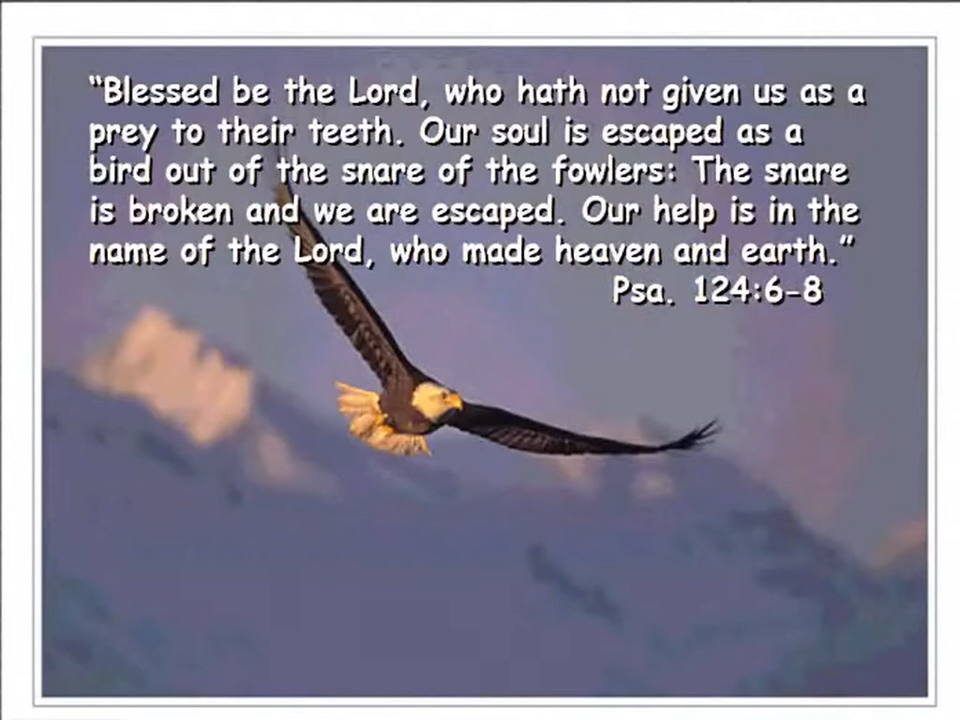 “Blessed be the Lord, who hath not given us as a
prey to their teeth. Our soul is escaped as a
bird out of the snare of the fowlers: The snare
is broken and we are escaped. Our help is in the
name of the Lord, who made heaven and earth.”
Psa. 124:6-8